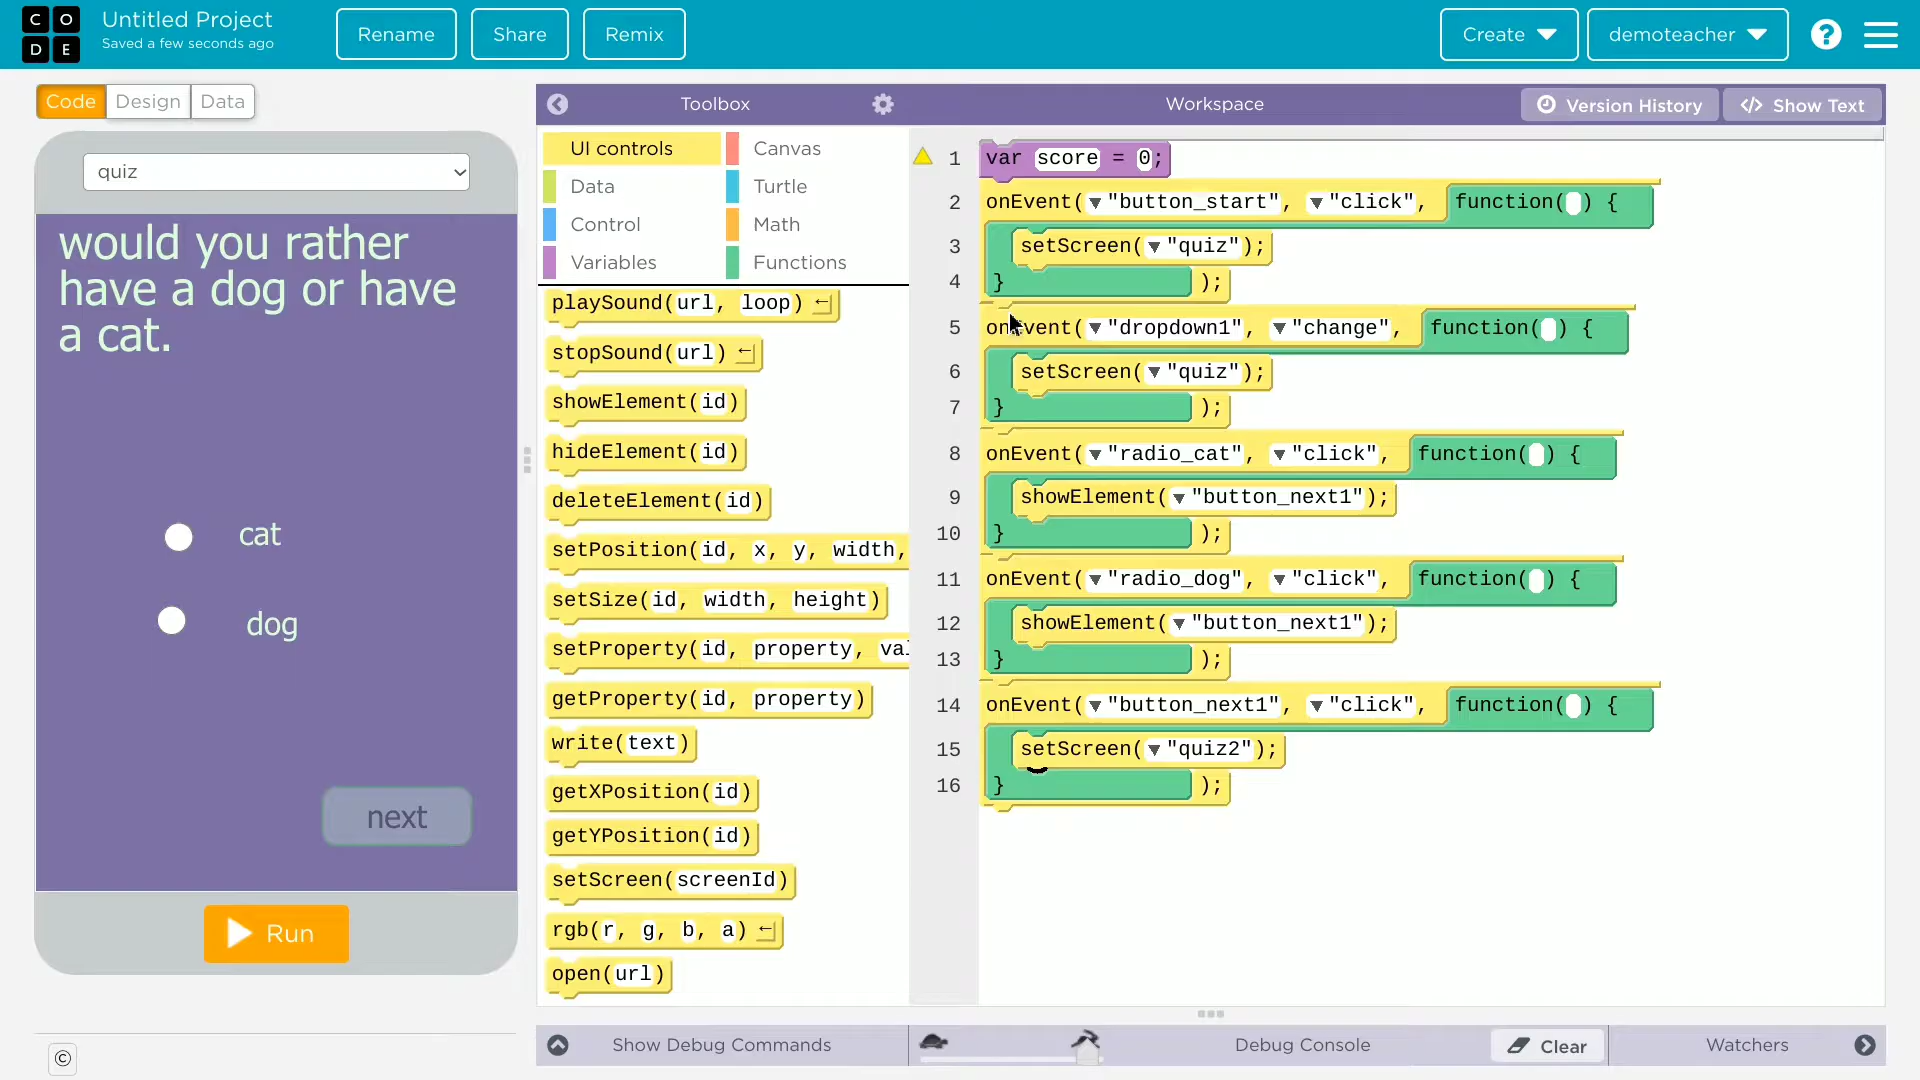 CODE
Untitled Project
Saved a few seconds ago
Rename
Share
Remix
Create
demoteacher
?
Code
Design
Data
Toolbox
Workspace
Version History
</> Show Text
quiz
would you rather
have a dog or have
a cat.
cat
dog
next
Run
©
UI controls
Canvas
Data
Turtle
Control
Math
Variables
Functions
playSound(url, loop) ←
stopSound(url) ←
showElement(id)
hideElement(id)
deleteElement(id)
setPosition(id, x, y, width,
setSize(id, width, height)
setProperty(id, property, val
getProperty(id, property)
write(text)
getXPosition(id)
getYPosition(id)
setScreen(screenId)
rgb(r, g, b, a) ←
open(url)
1 var score = 0;
2 onEvent(▼"button_start", ▼"click", function( ) {
3 setScreen(▼"quiz");
4 } );
5 onEvent(▼"dropdown1", ▼"change", function( ) {
6 setScreen(▼"quiz");
7 } );
8 onEvent(▼"radio_cat", ▼"click", function( ) {
9 showElement(▼"button_next1");
10 } );
11 onEvent(▼"radio_dog", ▼"click", function( ) {
12 showElement(▼"button_next1");
13 } );
14 onEvent(▼"button_next1", ▼"click", function( ) {
15 setScreen(▼"quiz2");
16 } );
Show Debug Commands
Debug Console
Clear
Watchers